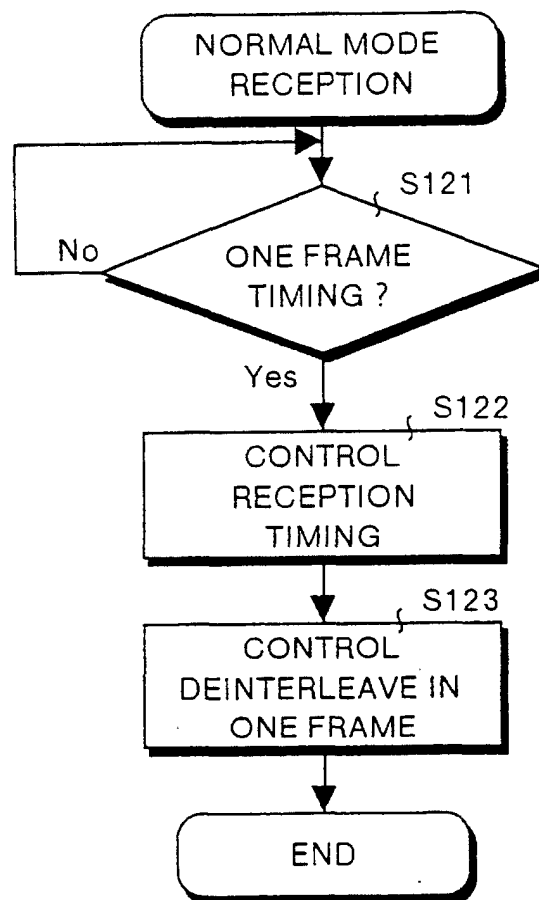 NORMAL MODE
RECEPTION
S121
No
ONE FRAME
TIMING ?
Yes
S122
CONTROL
RECEPTION
TIMING
S123
CONTROL
DEINTERLEAVE IN
ONE FRAME
END